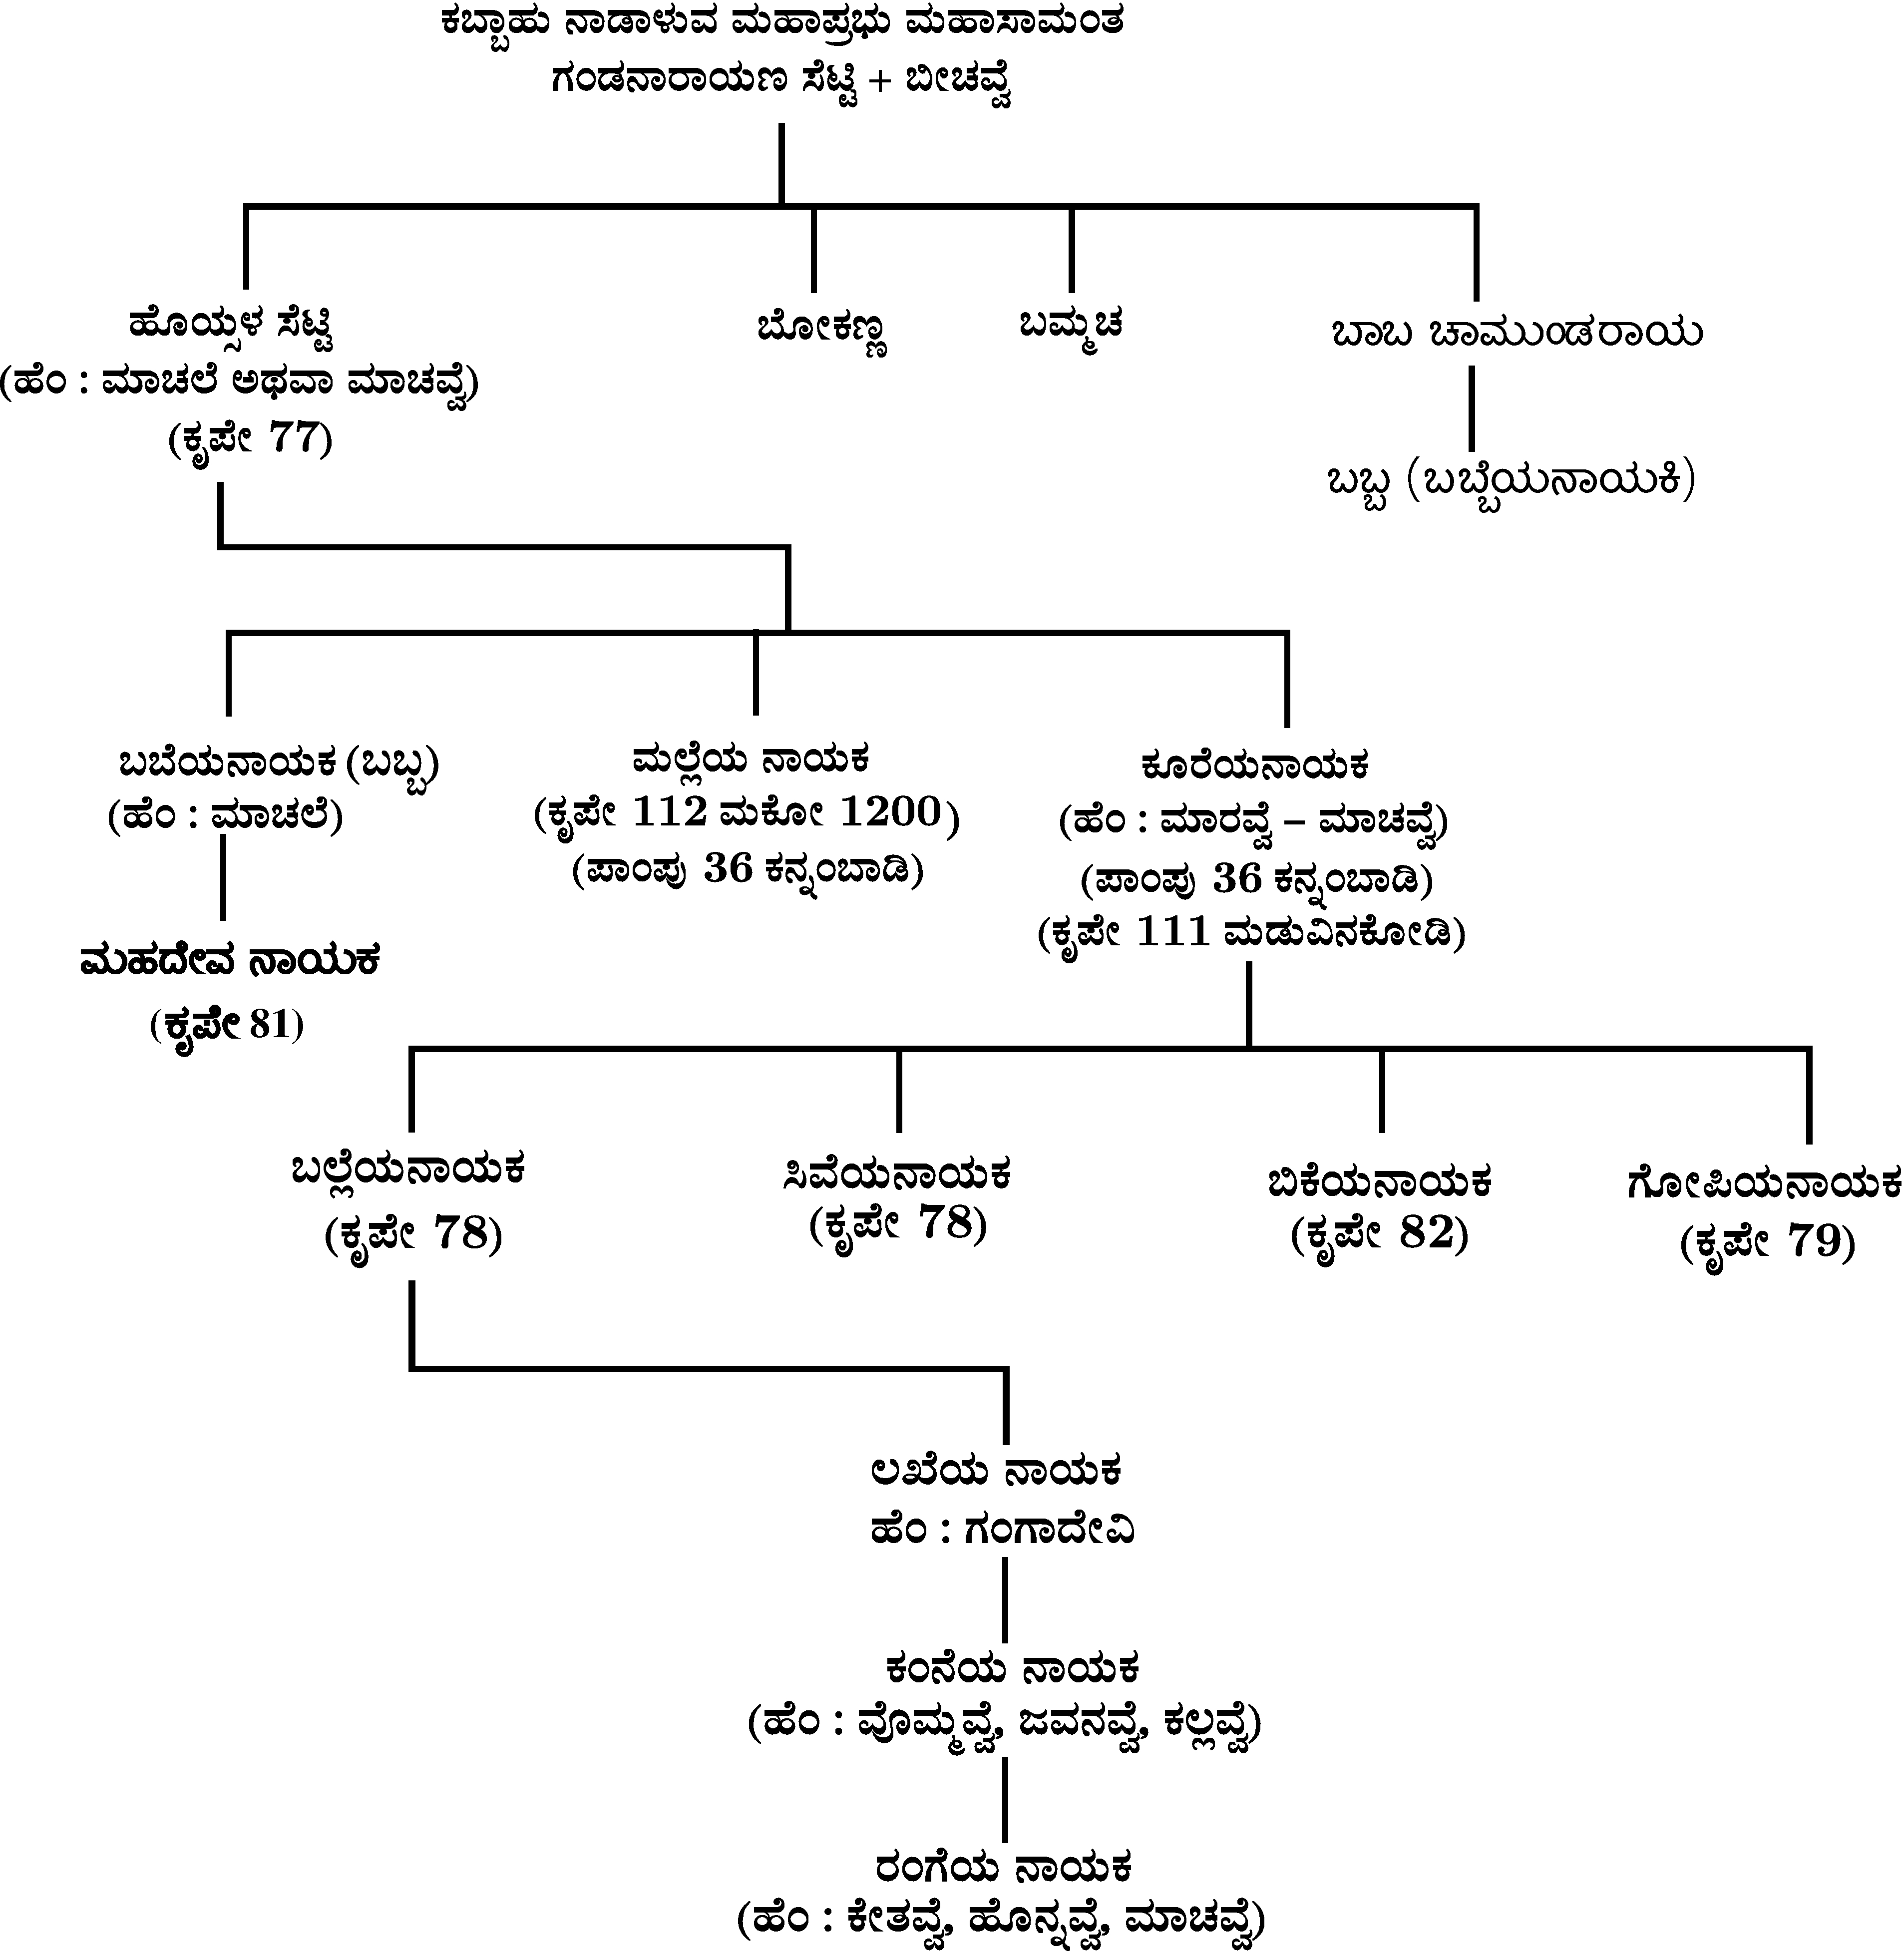 ಕಬ್ಬಾಹು ನಾಡಾಳುವ ಮಹಾಪ್ರಭು ಮಹಾಸಾಮಂತ
ಗಂಡನಾರಾಯಣ ಸೆಟ್ಟಿ + ಬೀಚವ್ವೆ
ಹೊಯ್ಸಳ ಸೆಟ್ಟಿ
(ಹೆಂ : ಮಾಚಲೆ ಅಥವಾ ಮಾಚವ್ವೆ)
(ಕೃಪೇ 77)
ಬೋಕಣ್ಣ
ಬಮ್ಮಚ
ಬಾಬ ಚಾಮುಂಡರಾಯ
ಬಬ್ಬ (ಬಬ್ಬೆಯನಾಯಕಿ)
ಬಬೆಯನಾಯಕ (ಬಬ್ಬ)
(ಹೆಂ : ಮಾಚಲೆ)
ಮಹದೇವ ನಾಯಕ
(ಕೃಪೇ 81)
ಮಲ್ಲೆಯ ನಾಯಕ
(ಕೃಪೇ 112 ಮಕೋ 1200)
(ಪಾಂಪು 36 ಕನ್ನಂಬಾಡಿ)
ಕೂರೆಯನಾಯಕ
(ಹೆಂ : ಮಾರವ್ವೆ – ಮಾಚವ್ವೆ)
(ಪಾಂಪು 36 ಕನ್ನಂಬಾಡಿ)
(ಕೃಪೇ 111 ಮಡುವಿನಕೋಡಿ)
ಬಲ್ಲೆಯನಾಯಕ
(ಕೃಪೇ 78)
ಸಿವೆಯನಾಯಕ
(ಕೃಪೇ 78)
ಬಿಕೆಯನಾಯಕ
(ಕೃಪೇ 82)
ಗೋಪಿಯನಾಯಕ
(ಕೃಪೇ 79)
ಲಖೆಯ ನಾಯಕ
ಹೆಂ : ಗಂಗಾದೇವಿ
ಕಂನೆಯ ನಾಯಕ
(ಹೆಂ : ವೊಮ್ಮವ್ವೆ, ಜವನವ್ವೆ, ಕಲ್ಲವ್ವೆ)
ರಂಗೆಯ ನಾಯಕ
(ಹೆಂ : ಕೇತವ್ವೆ, ಹೊನ್ನವ್ವೆ, ಮಾಚವ್ವೆ)